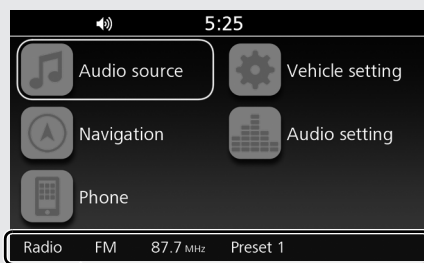 5:25
Audio source
Vehicle setting
Navigation
Audio setting
Phone
Radio FM 87.7 MHz Preset 1